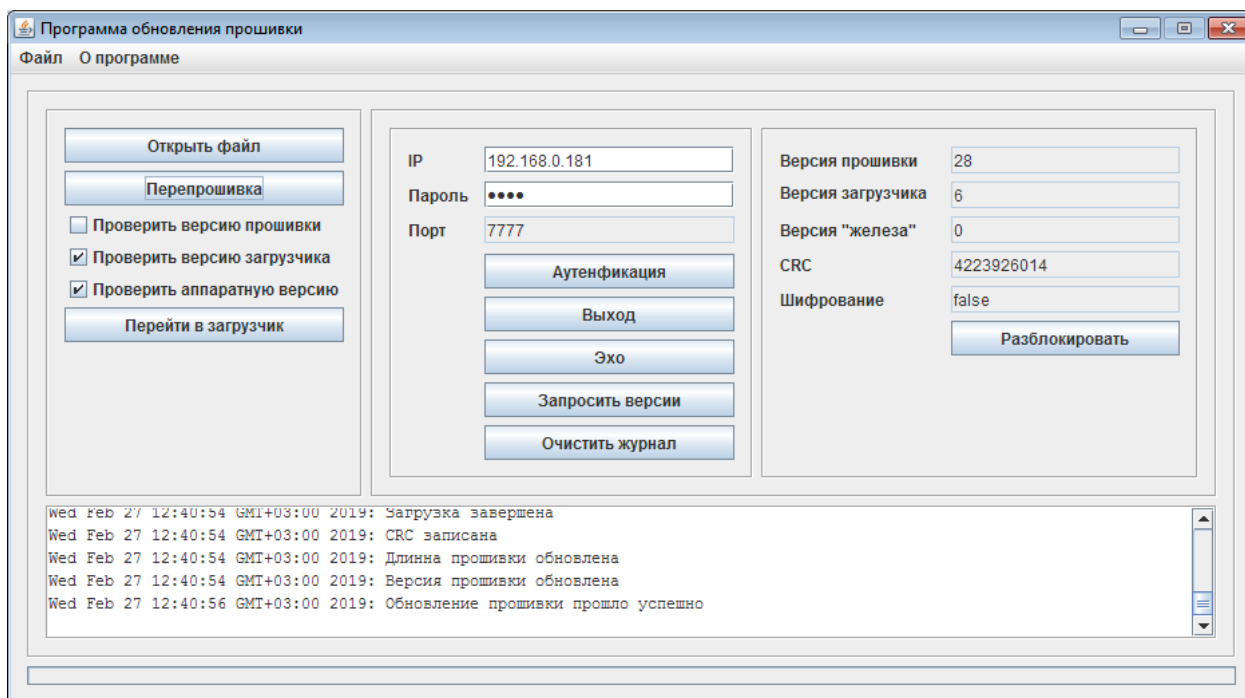 Программа обновления прошивки
Файл О программе
Открыть файл
Перепрошивка
Проверить версию прошивки
Проверить версию загрузчика
Проверить аппаратную версию
Перейти в загрузчик
IP 192.168.0.181
Пароль ••••
Порт 7777
Аутенфикация
Выход
Эхо
Запросить версии
Очистить журнал
Версия прошивки 28
Версия загрузчика 6
Версия "железа" 0
CRC 4223926014
Шифрование false
Разблокировать
Wed Feb 27 12:40:54 GMT+03:00 2019: Загрузка завершена
Wed Feb 27 12:40:54 GMT+03:00 2019: CRC записана
Wed Feb 27 12:40:54 GMT+03:00 2019: Длинна прошивки обновлена
Wed Feb 27 12:40:54 GMT+03:00 2019: Версия прошивки обновлена
Wed Feb 27 12:40:56 GMT+03:00 2019: Обновление прошивки прошло успешно